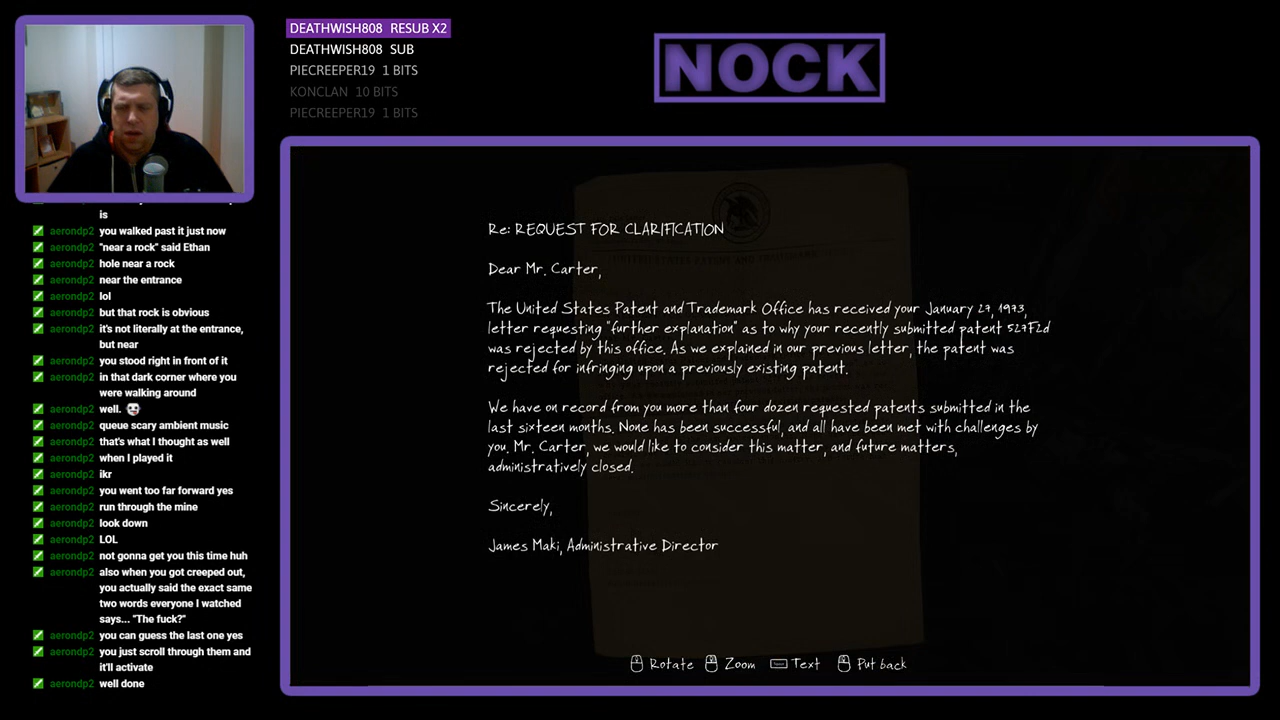 DEATHWISH808 RESUB X2
DEATHWISH808 SUB
PIECREEPER19 1 BITS
KONCLAN 10 BITS
PIECREEPER19 1 BITS
NOCK
is
aerondp2 you walked past it just now
aerondp2 "near a rock" said Ethan
aerondp2 hole near a rock
aerondp2 near the entrance
aerondp2 lol
aerondp2 but that rock is obvious
aerondp2 it's not literally at the entrance,
but near
aerondp2 you stood right in front of it
aerondp2 in that dark corner where you
were walking around
aerondp2 well.
aerondp2 queue scary ambient music
aerondp2 that's what I thought as well
aerondp2 when I played it
aerondp2 ikr
aerondp2 you went too far forward yes
aerondp2 run through the mine
aerondp2 look down
aerondp2 LOL
aerondp2 not gonna get you this time huh
aerondp2 also when you got creeped out,
you actually said the exact same
two words everyone I watched
says... "The fuck?"
aerondp2 you can guess the last one yes
aerondp2 you just scroll through them and
it'll activate
aerondp2 well done
Re: REQUEST FOR CLARIFICATION
Dear Mr. Carter,
The United States Patent and Trademark Office has received your January 27, 1973,
letter requesting "further explanation" as to why your recently submitted patent 527F2d
was rejected by this office. As we explained in our previous letter, the patent was
rejected for infringing upon a previously existing patent.
We have on record from you more than four dozen requested patents submitted in the
last sixteen months. None has been successful, and all have been met with challenges by
you. Mr. Carter, we would like to consider this matter, and future matters,
administratively closed.
Sincerely,
James Maki, Administrative Director
Rotate Zoom Text Put back